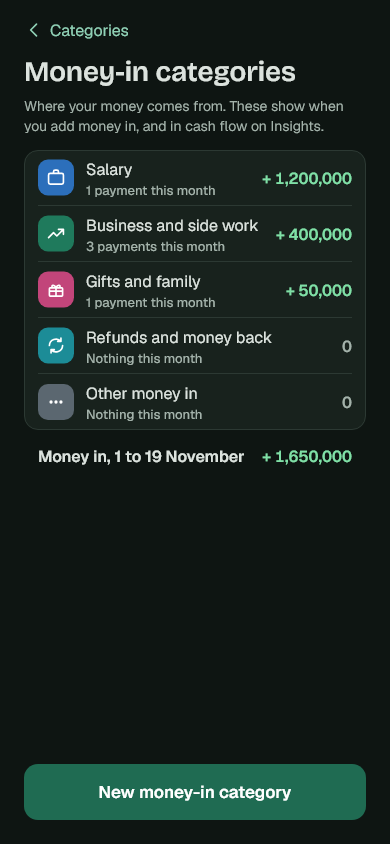 Categories
Money-in categories
Where your money comes from. These show when
you add money in, and in cash flow on Insights.
Salary
+ 1,200,000
1 payment this month
Business and side work
+ 400,000
3 payments this month
Gifts and family
+ 50,000
1 payment this month
Refunds and money back
0
Nothing this month
Other money in
0
Nothing this month
Money in, 1 to 19 November
+ 1,650,000
New money-in category